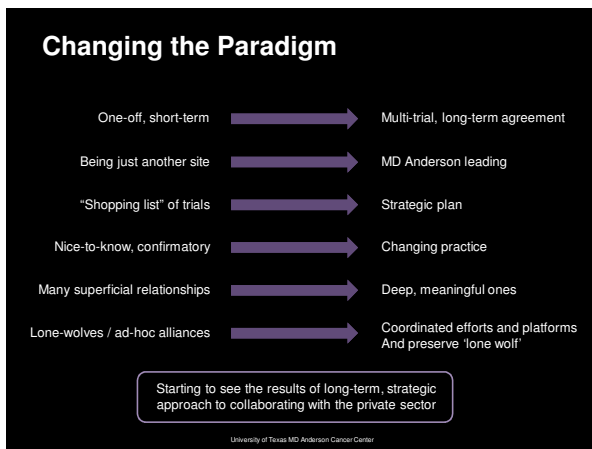 Changing the Paradigm
One-off, short-term
Multi-trial, long-term agreement
Being just another site
MD Anderson leading
“Shopping list” of trials
Strategic plan
Nice-to-know, confirmatory
Changing practice
Many superficial relationships
Deep, meaningful ones
Lone-wolves / ad-hoc alliances
Coordinated efforts and platforms
And preserve ‘lone wolf’
Starting to see the results of long-term, strategic
approach to collaborating with the private sector
University of Texas MD Anderson Cancer Center